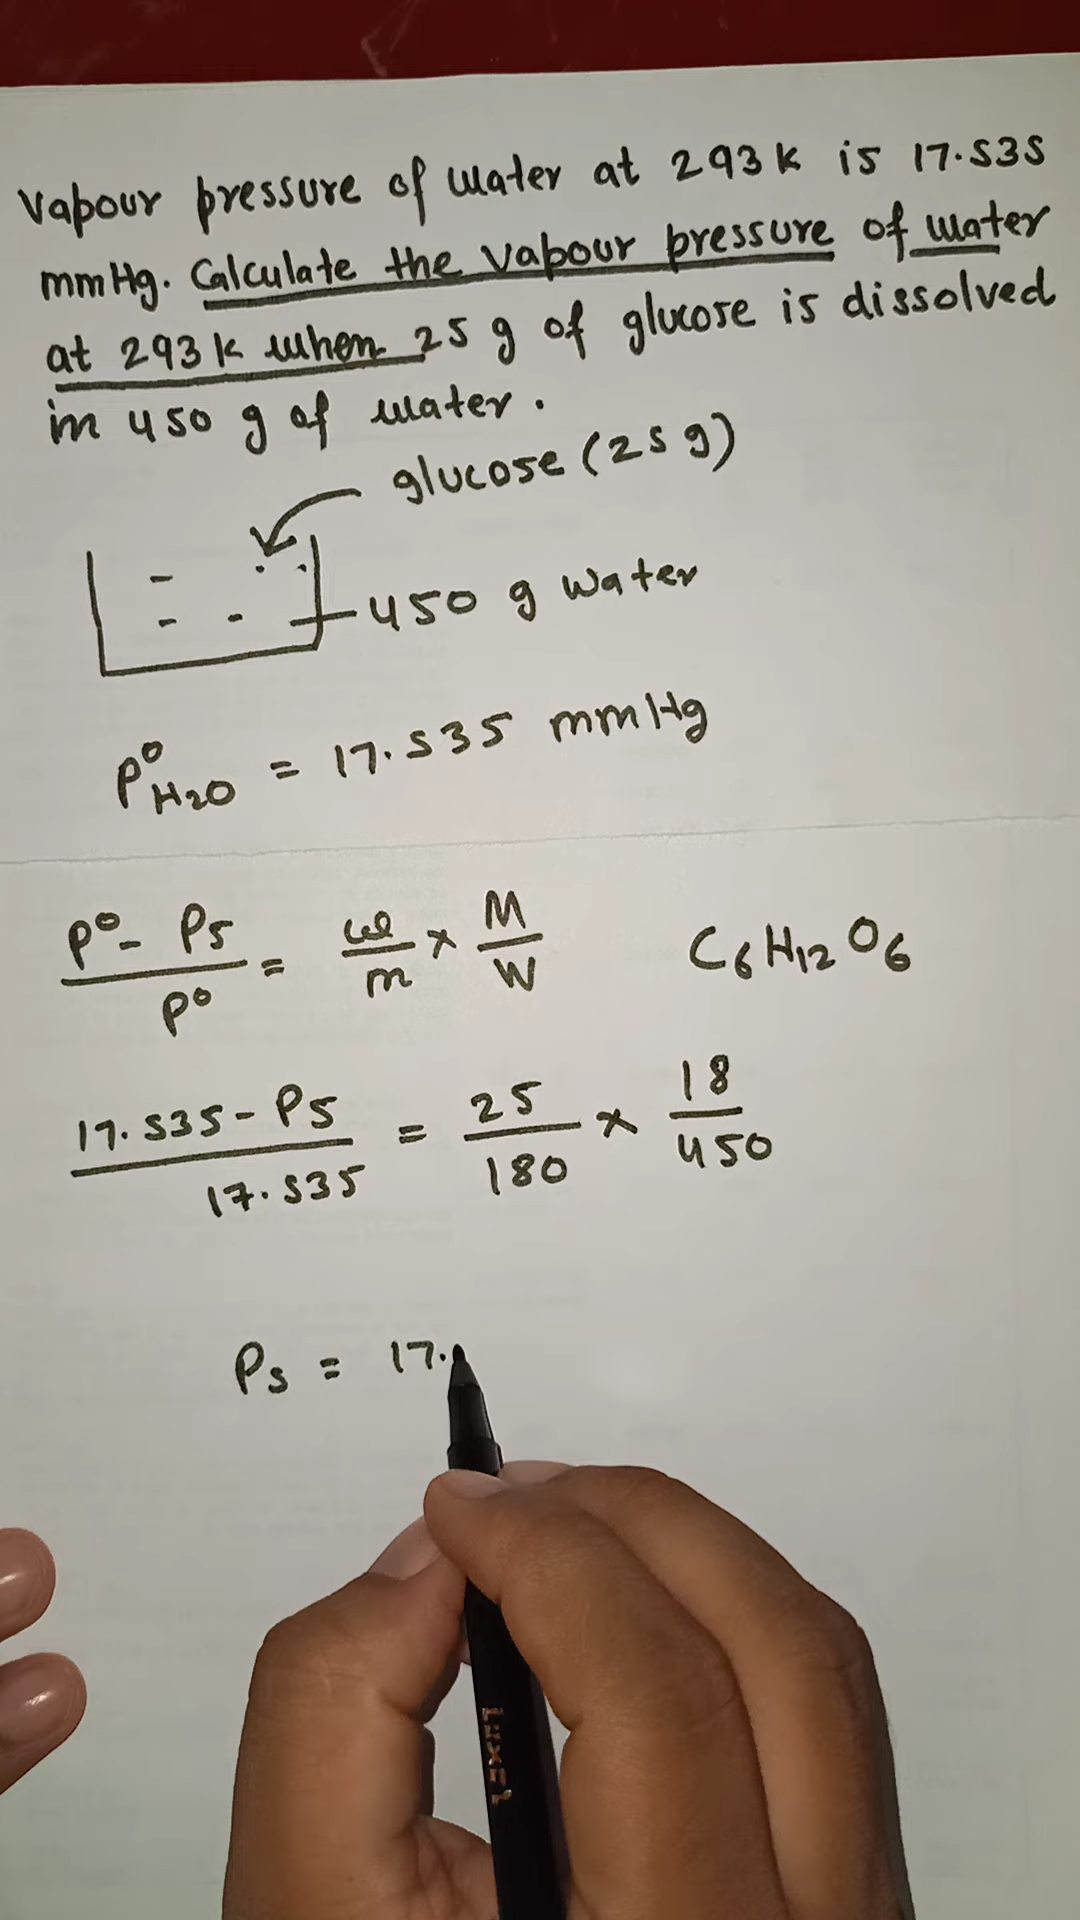 Vapour pressure of water at 293 K is 17.535
mmHg. Calculate the vapour pressure of water
at 293 K when 25 g of glucose is dissolved
in 450 g of water.
glucose (25 g)
450 g water
P°H2O = 17.535 mmHg
P° - Ps / P° = w/m × M/W C6H12O6
17.535 - Ps / 17.535 = 25/180 × 18/450
Ps = 17.
LUXOR